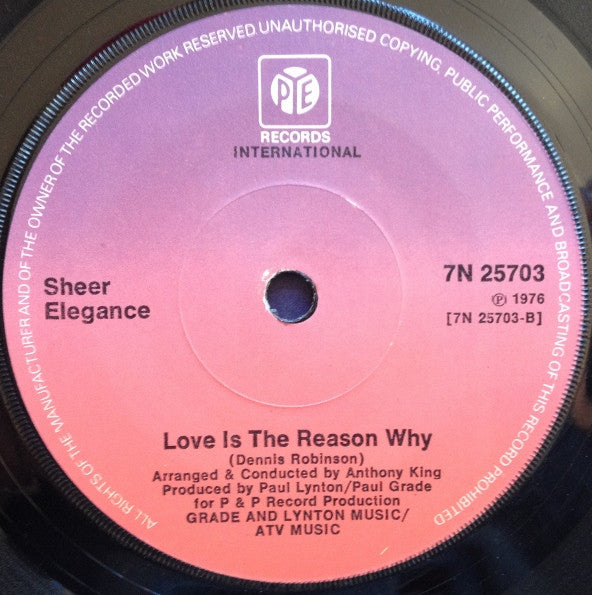 ALL RIGHTS OF THE MANUFACTURER AND OF THE OWNER OF THE RECORDED WORK RESERVED UNAUTHORISED COPYING, PUBLIC PERFORMANCE AND BROADCASTING OF THIS RECORD PROHIBITED
PYE
RECORDS
INTERNATIONAL
Sheer
Elegance
7N 25703
℗ 1976
[7N 25703-B]
Love Is The Reason Why
(Dennis Robinson)
Arranged & Conducted by Anthony King
Produced by Paul Lynton/Paul Grade
for P & P Record Production
GRADE AND LYNTON MUSIC/
ATV MUSIC